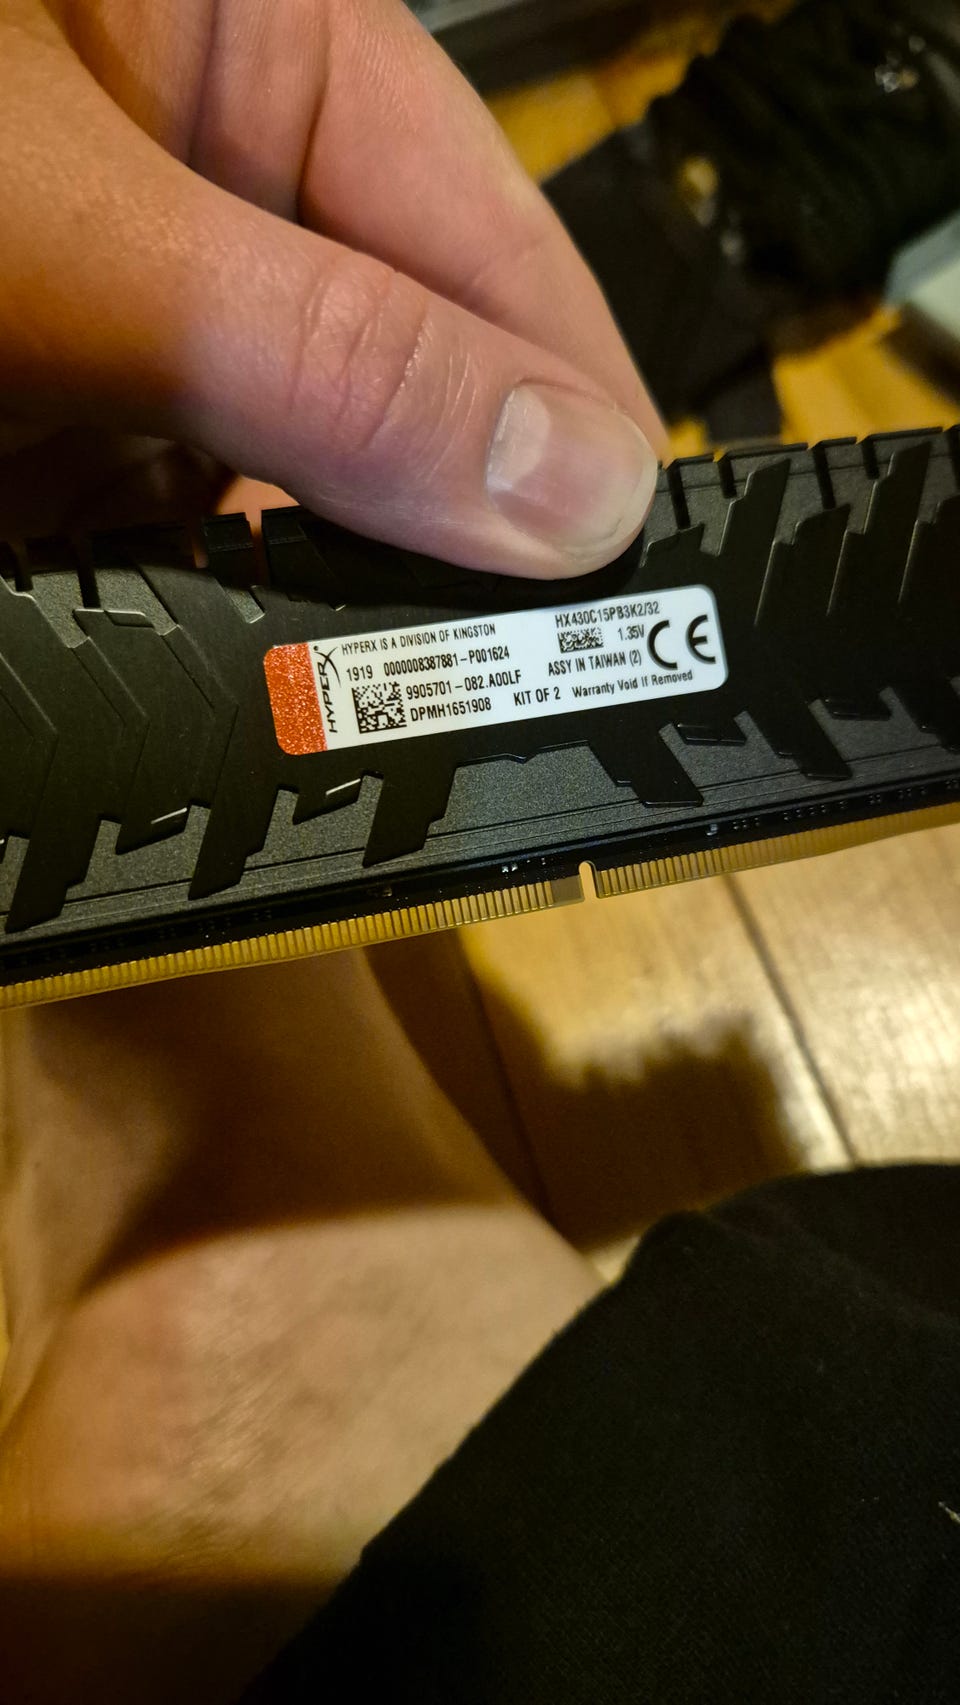 HYPERX
HYPERX IS A DIVISION OF KINGSTON
1919 0000008387881-P001624
9905701-082.A00LF
DPMH1651908
KIT OF 2
HX430C15PB3K2/32
1.35V
CE
ASSY IN TAIWAN (2)
Warranty Void If Removed